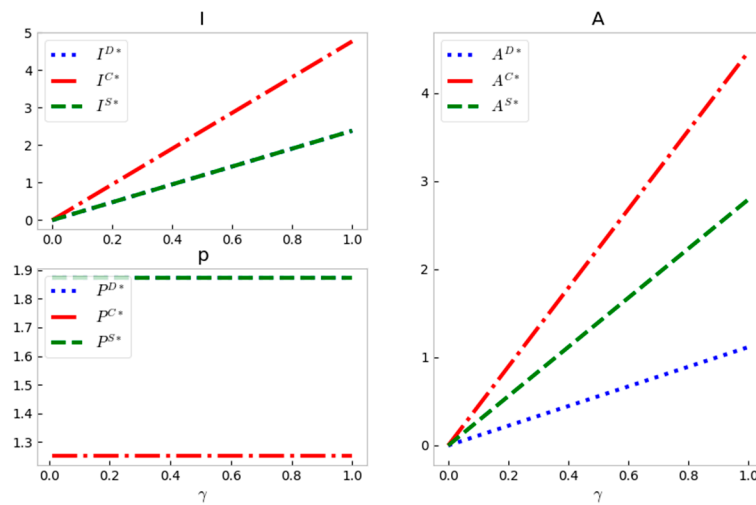 I
5
4
3
2
1
0
I^{D*}
I^{C*}
I^{S*}
0.0 0.2 0.4 0.6 0.8 1.0
p
1.9
1.8
1.7
1.6
1.5
1.4
1.3
P^{D*}
P^{C*}
P^{S*}
0.0 0.2 0.4 0.6 0.8 1.0
γ
A
4
3
2
1
0
A^{D*}
A^{C*}
A^{S*}
0.0 0.2 0.4 0.6 0.8 1.0
γ